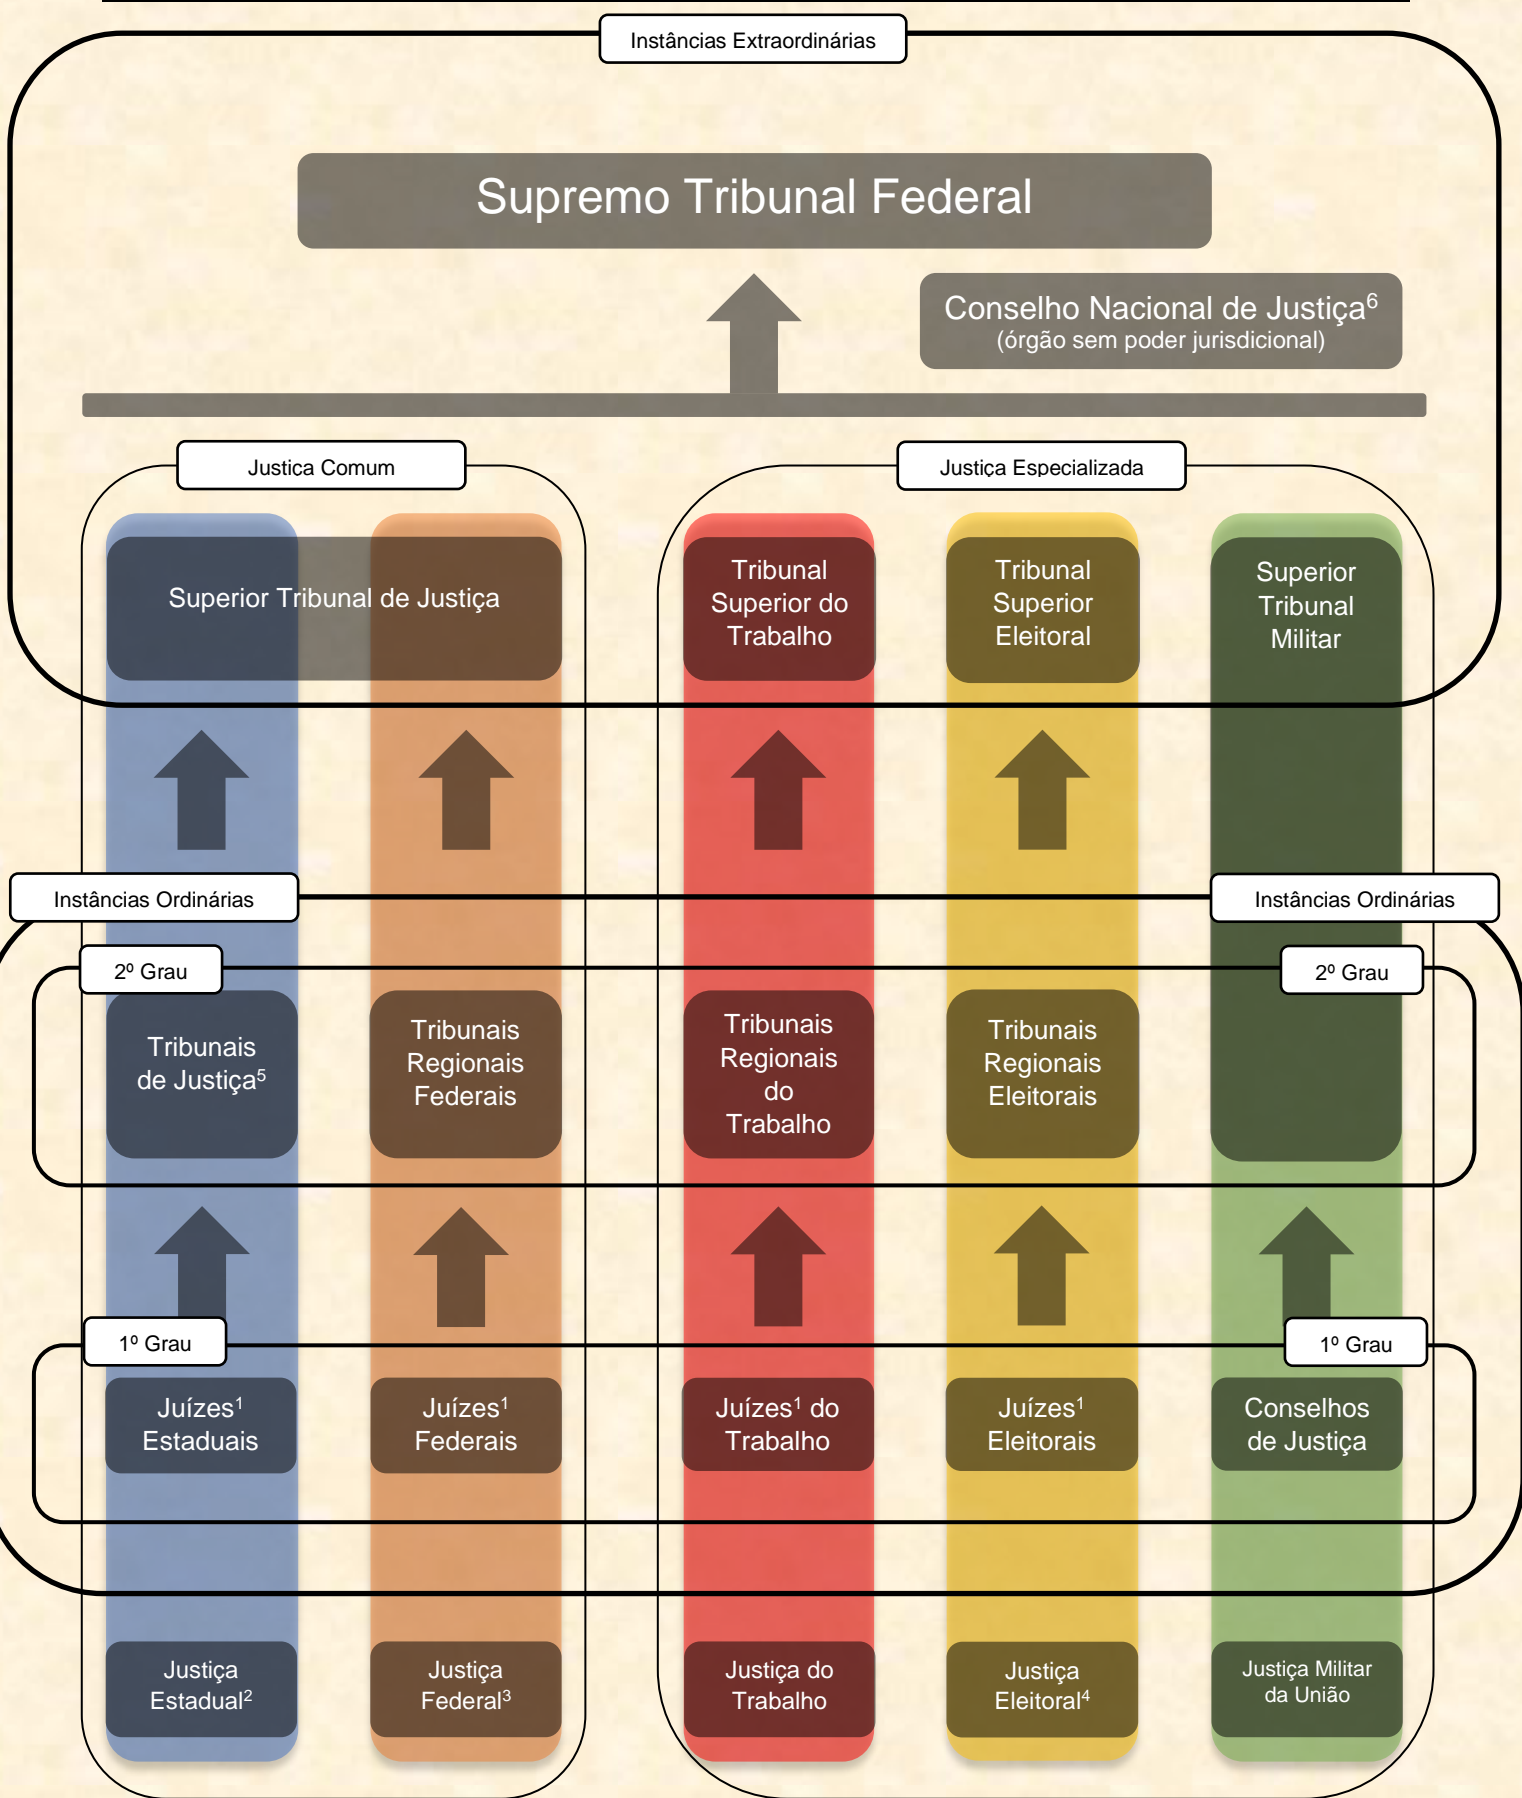 Instâncias Extraordinárias
Supremo Tribunal Federal
Conselho Nacional de Justiça⁶
(órgão sem poder jurisdicional)
Justiça Comum
Justiça Especializada
Superior Tribunal de Justiça
Tribunal
Superior do
Trabalho
Tribunal
Superior
Eleitoral
Superior
Tribunal
Militar
Instâncias Ordinárias
Instâncias Ordinárias
2º Grau
2º Grau
Tribunais
de Justiça⁵
Tribunais
Regionais
Federais
Tribunais
Regionais
do
Trabalho
Tribunais
Regionais
Eleitorais
1º Grau
1º Grau
Juízes¹
Estaduais
Juízes¹
Federais
Juízes¹ do
Trabalho
Juízes¹
Eleitorais
Conselhos
de Justiça
Justiça
Estadual²
Justiça
Federal³
Justiça do
Trabalho
Justiça
Eleitoral⁴
Justiça Militar
da União